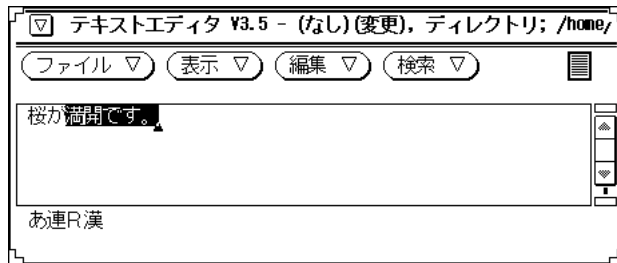 テキストエディタ V3.5 - (なし)(変更), ディレクトリ; /home/
ファイル 表示 編集 検索
桜が満開です。
あ連R漢